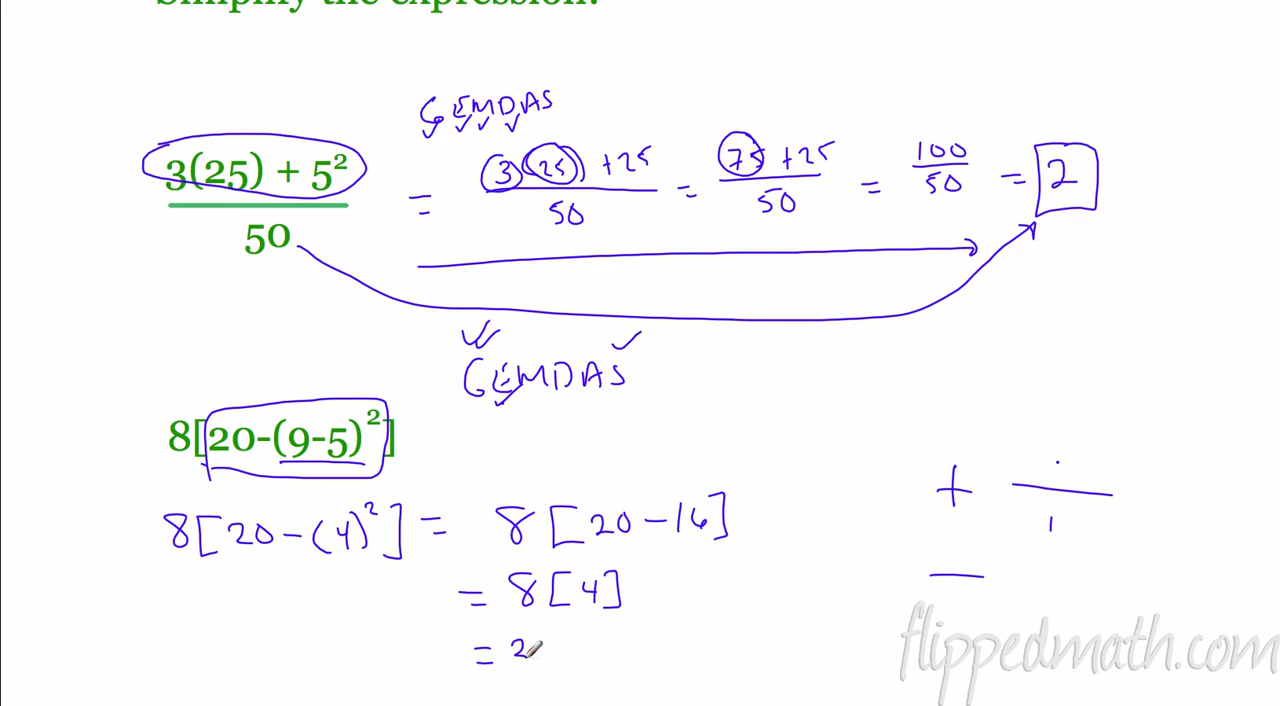 Simplify the expression:
GEMDAS
3(25) + 5²
50
= 3(25) + 25
50
= 75 + 25
50
= 100
50
= 2
GEMDAS
8[20-(9-5)²]
8[20-(4)²] = 8[20-16]
= 8[4]
= 2
+
÷
−
flippedmath.com